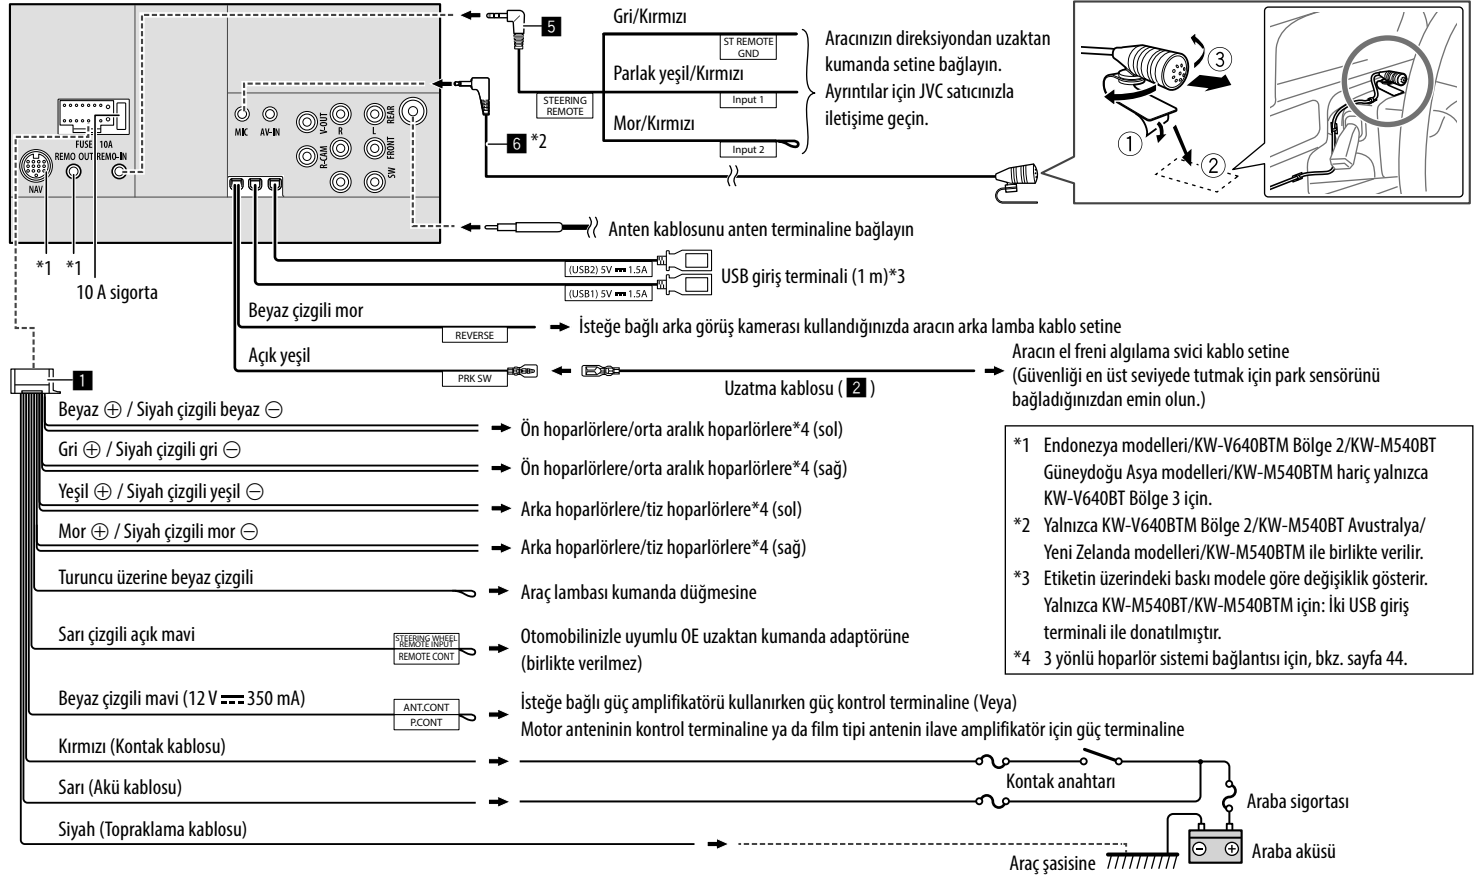 Gri/Kırmızı
ST REMOTE
GND
Parlak yeşil/Kırmızı
Input 1
Mor/Kırmızı
Input 2
STEERING
REMOTE
5
Aracınızın direksiyondan uzaktan
kumanda setine bağlayın.
Ayrıntılar için JVC satıcınızla
iletişime geçin.
6 *2
①
②
③
FUSE 10A
REMO OUT REMO-IN
NAV
MIC
AV-IN
V-OUT
R-CAM
R
L
REAR
FRONT
SW
*1 *1
10 A sigorta
Anten kablosunu anten terminaline bağlayın
(USB2) 5V ⎓ 1.5A
(USB1) 5V ⎓ 1.5A
USB giriş terminali (1 m)*3
Beyaz çizgili mor
REVERSE
İsteğe bağlı arka görüş kamerası kullandığınızda aracın arka lamba kablo setine
Açık yeşil
PRK SW
Uzatma kablosu ( 2 )
Aracın el freni algılama svici kablo setine
(Güvenliği en üst seviyede tutmak için park sensörünü
bağladığınızdan emin olun.)
1
Beyaz ⊕ / Siyah çizgili beyaz ⊖
Ön hoparlörlere/orta aralık hoparlörlere*4 (sol)
Gri ⊕ / Siyah çizgili gri ⊖
Ön hoparlörlere/orta aralık hoparlörlere*4 (sağ)
Yeşil ⊕ / Siyah çizgili yeşil ⊖
Arka hoparlörlere/tiz hoparlörlere*4 (sol)
Mor ⊕ / Siyah çizgili mor ⊖
Arka hoparlörlere/tiz hoparlörlere*4 (sağ)
Turuncu üzerine beyaz çizgili
Araç lambası kumanda düğmesine
Sarı çizgili açık mavi
STEERING WHEEL
REMOTE INPUT
REMOTE CONT
Otomobilinizle uyumlu OE uzaktan kumanda adaptörüne
(birlikte verilmez)
Beyaz çizgili mavi (12 V ⎓ 350 mA)
ANT.CONT
P.CONT
İsteğe bağlı güç amplifikatörü kullanırken güç kontrol terminaline (Veya)
Motor anteninin kontrol terminaline ya da film tipi antenin ilave amplifikatör için güç terminaline
Kırmızı (Kontak kablosu)
Kontak anahtarı
Sarı (Akü kablosu)
Araba sigortası
Siyah (Topraklama kablosu)
Araç şasisine
⊖ ⊕
Araba aküsü
*1 Endonezya modelleri/KW-V640BTM Bölge 2/KW-M540BT
Güneydoğu Asya modelleri/KW-M540BTM hariç yalnızca
KW-V640BT Bölge 3 için.
*2 Yalnızca KW-V640BTM Bölge 2/KW-M540BT Avustralya/
Yeni Zelanda modelleri/KW-M540BTM ile birlikte verilir.
*3 Etiketin üzerindeki baskı modele göre değişiklik gösterir.
Yalnızca KW-M540BT/KW-M540BTM için: İki USB giriş
terminali ile donatılmıştır.
*4 3 yönlü hoparlör sistemi bağlantısı için, bkz. sayfa 44.